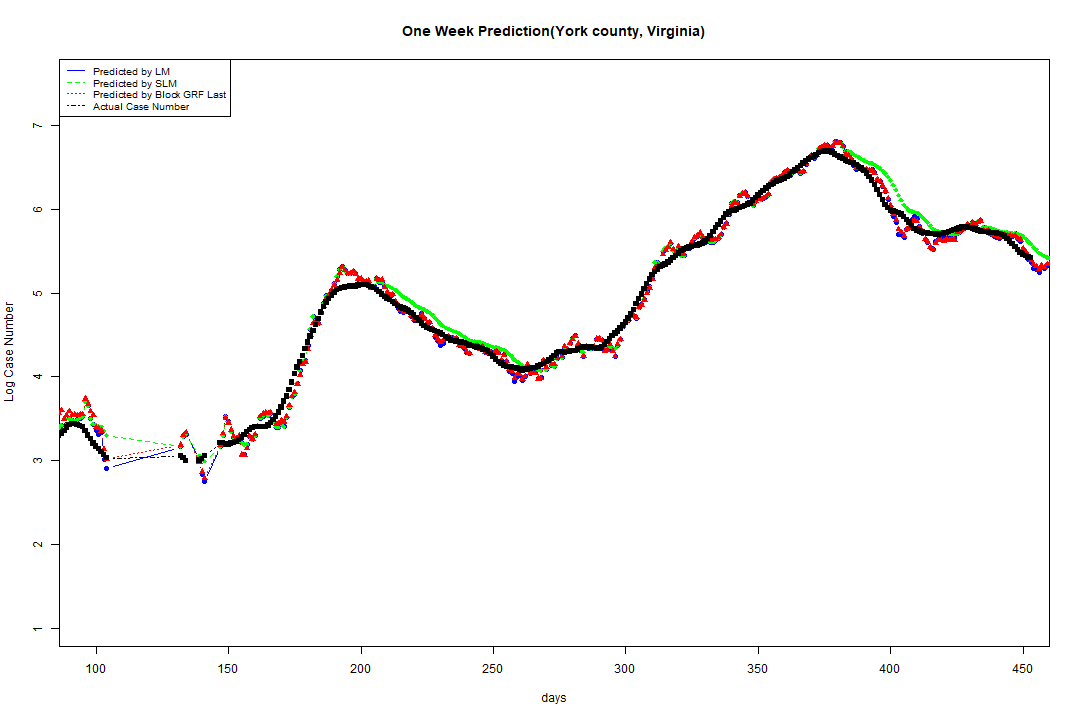 One Week Prediction(York county, Virginia)
Predicted by LM
Predicted by SLM
Predicted by Block GRF Last
Actual Case Number
Log Case Number
7
6
5
4
3
2
1
100 150 200 250 300 350 400 450
days